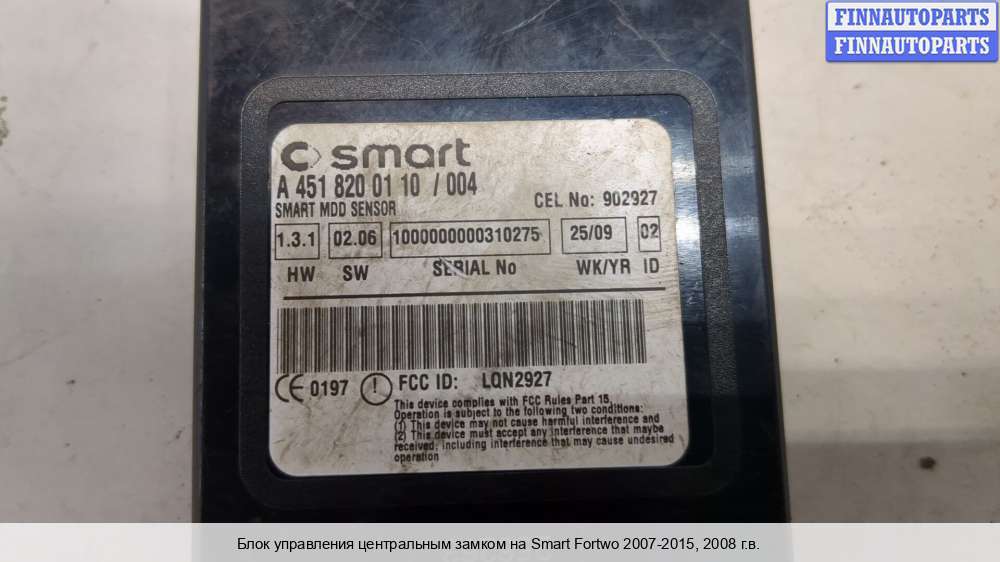 FINNAUTOPARTS
FINNAUTOPARTS
smart
A 451 820 01 10 / 004
SMART MDD SENSOR
CEL No: 902927
1.3.1 02.06 1000000000310275 25/09 02
HW SW SERIAL No WK/YR ID
CE 0197 FCC ID: LQN2927
This device complies with FCC Rules Part 15.
Operation is subject to the following two conditions:
(1) This device may not cause harmful interference and
(2) This device must accept any interference that maybe
received, including interference that may cause undesired
operation
Блок управления центральным замком на Smart Fortwo 2007-2015, 2008 г.в.